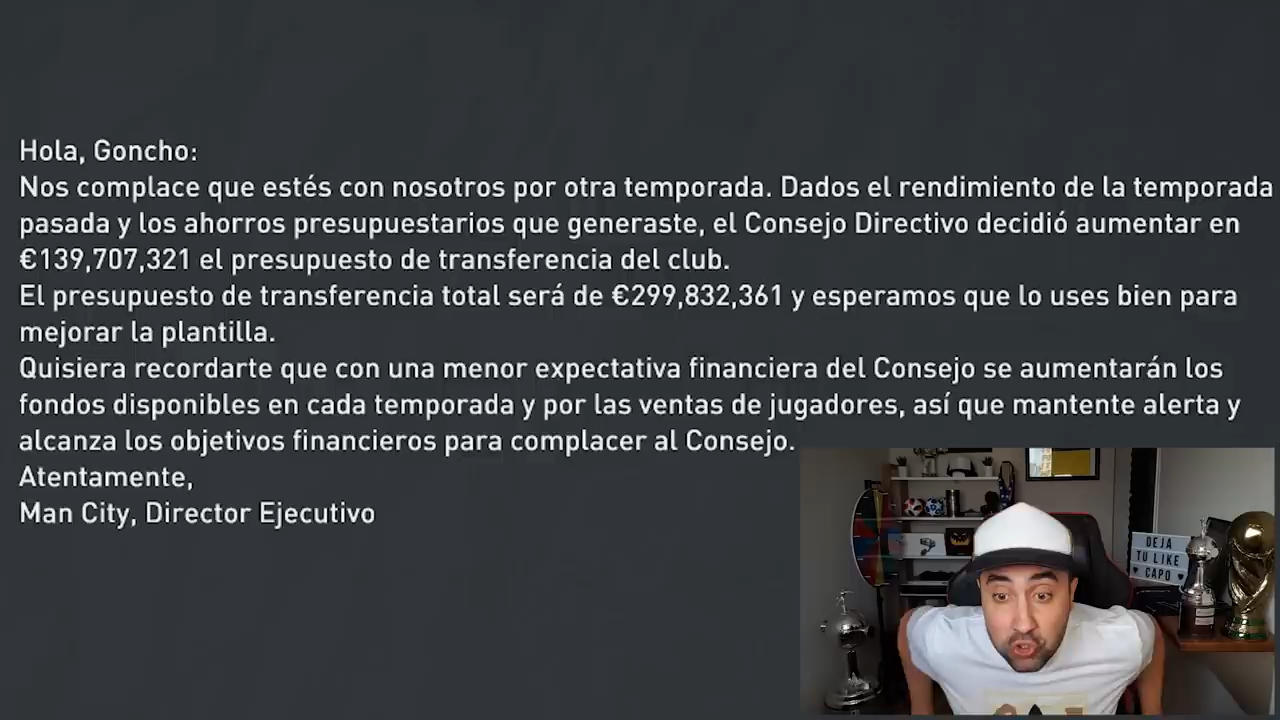 Hola, Goncho:
Nos complace que estés con nosotros por otra temporada. Dados el rendimiento de la temporada
pasada y los ahorros presupuestarios que generaste, el Consejo Directivo decidió aumentar en
€139,707,321 el presupuesto de transferencia del club.
El presupuesto de transferencia total será de €299,832,361 y esperamos que lo uses bien para
mejorar la plantilla.
Quisiera recordarte que con una menor expectativa financiera del Consejo se aumentarán los
fondos disponibles en cada temporada y por las ventas de jugadores, así que mantente alerta y
alcanza los objetivos financieros para complacer al Consejo.
Atentamente,
Man City, Director Ejecutivo
DEJA
TU LIKE
♥ CAPO ♥